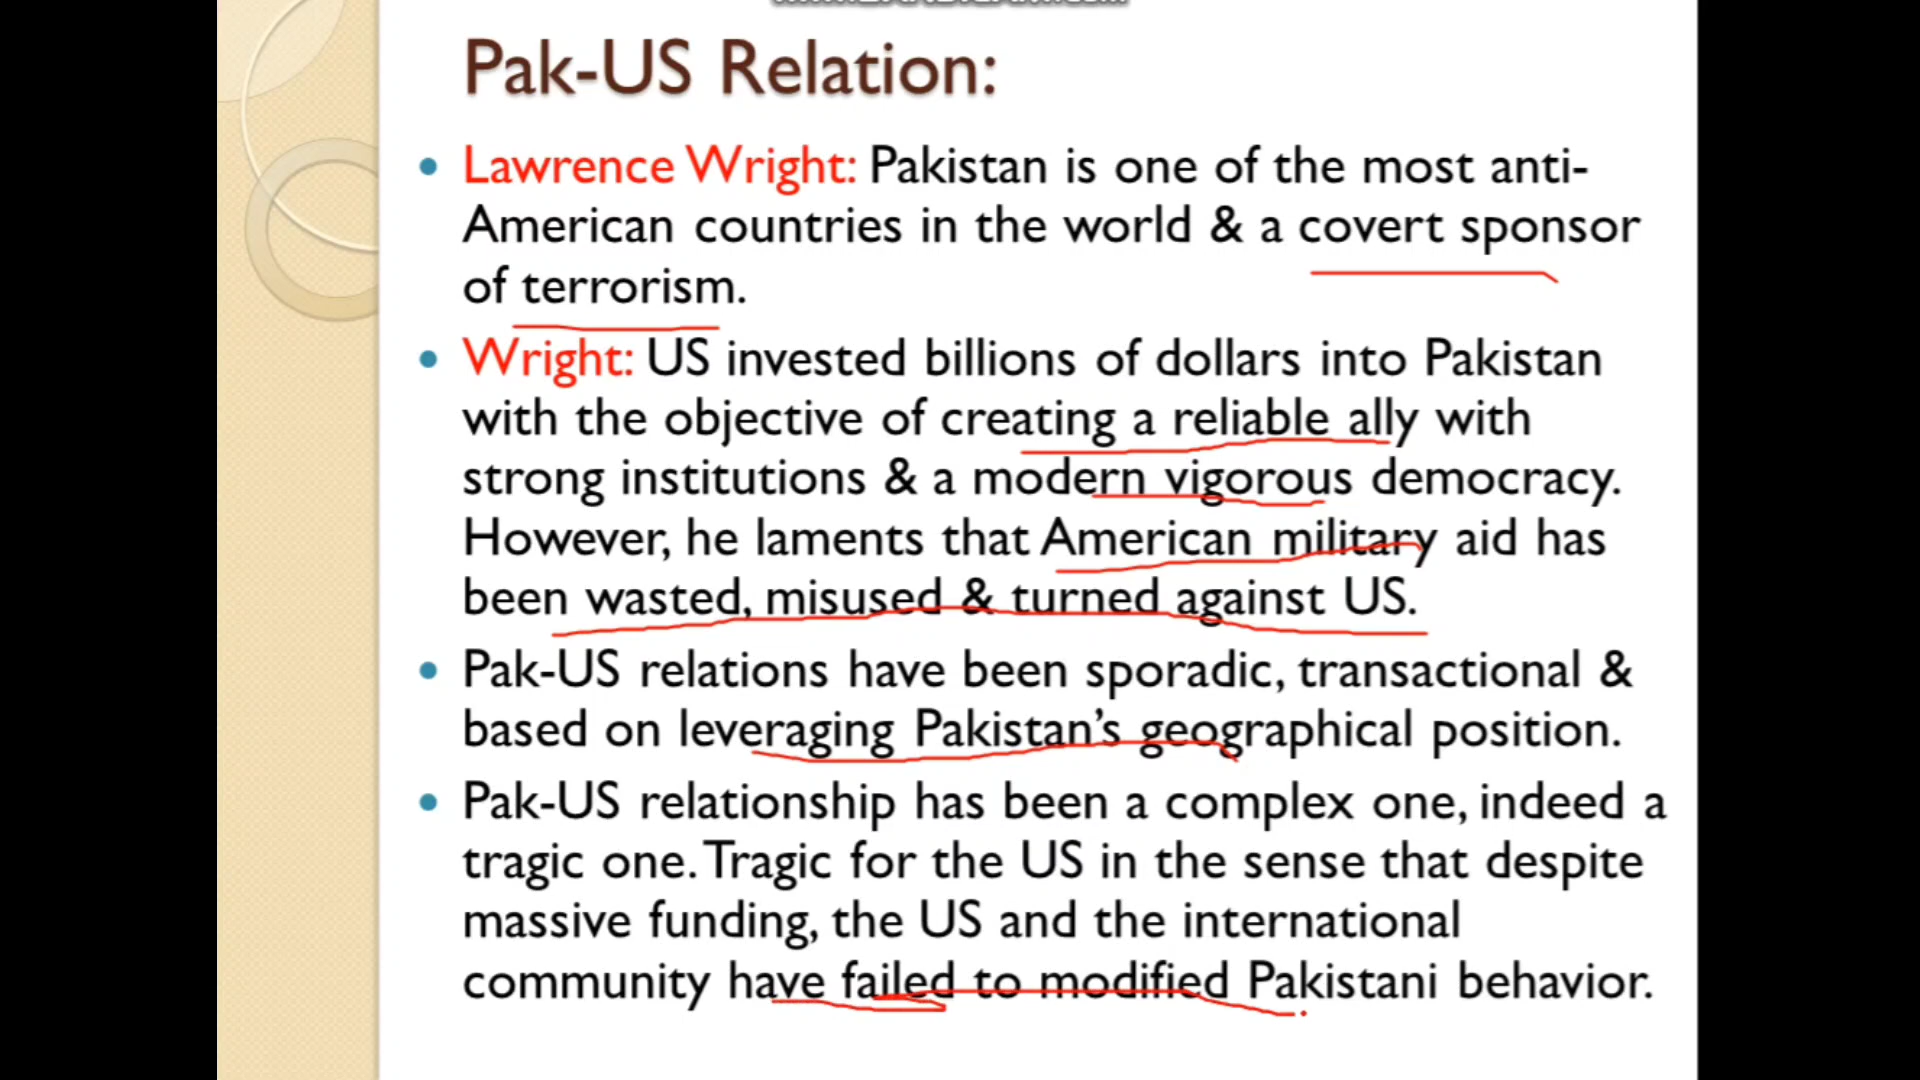 Pak-US Relation:
Lawrence Wright: Pakistan is one of the most anti-
American countries in the world & a covert sponsor
of terrorism.
Wright: US invested billions of dollars into Pakistan
with the objective of creating a reliable ally with
strong institutions & a modern vigorous democracy.
However, he laments that American military aid has
been wasted, misused & turned against US.
Pak-US relations have been sporadic, transactional &
based on leveraging Pakistan's geographical position.
Pak-US relationship has been a complex one, indeed a
tragic one. Tragic for the US in the sense that despite
massive funding, the US and the international
community have failed to modified Pakistani behavior.